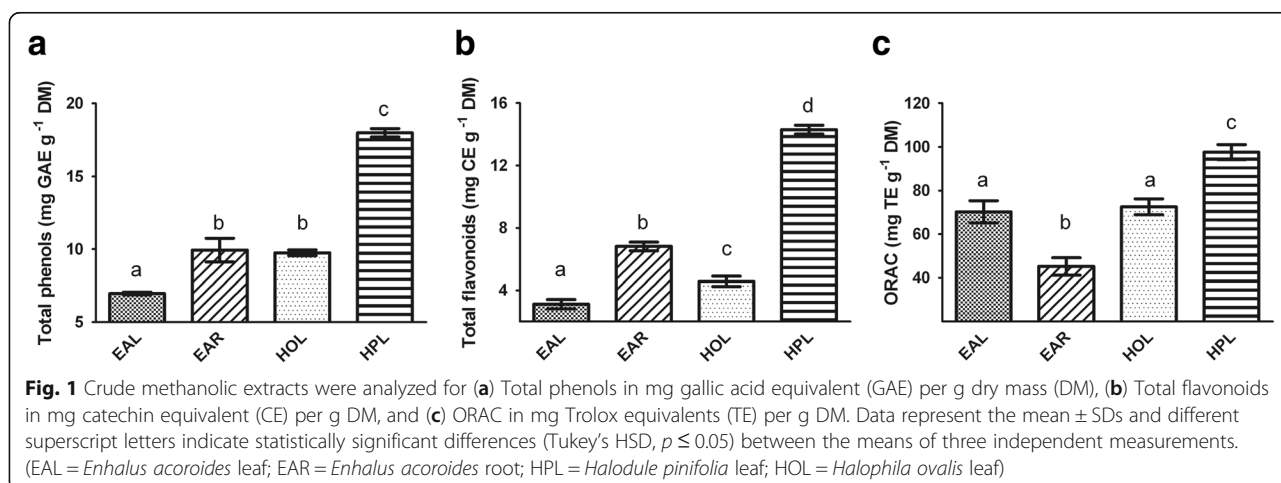 a
b
c
Total phenols (mg GAE g⁻¹ DM)
20
15
10
5
a
b
b
c
EAL
EAR
HOL
HPL
Total flavonoids (mg CE g⁻¹ DM)
16
12
8
4
a
b
c
d
EAL
EAR
HOL
HPL
ORAC (mg TE g⁻¹ DM)
120
100
80
60
40
a
b
a
c
EAL
EAR
HOL
HPL
Fig. 1 Crude methanolic extracts were analyzed for (a) Total phenols in mg gallic acid equivalent (GAE) per g dry mass (DM), (b) Total flavonoids
in mg catechin equivalent (CE) per g DM, and (c) ORAC in mg Trolox equivalents (TE) per g DM. Data represent the mean ± SDs and different
superscript letters indicate statistically significant differences (Tukey's HSD, p ≤ 0.05) between the means of three independent measurements.
(EAL = Enhalus acoroides leaf; EAR = Enhalus acoroides root; HPL = Halodule pinifolia leaf; HOL = Halophila ovalis leaf)